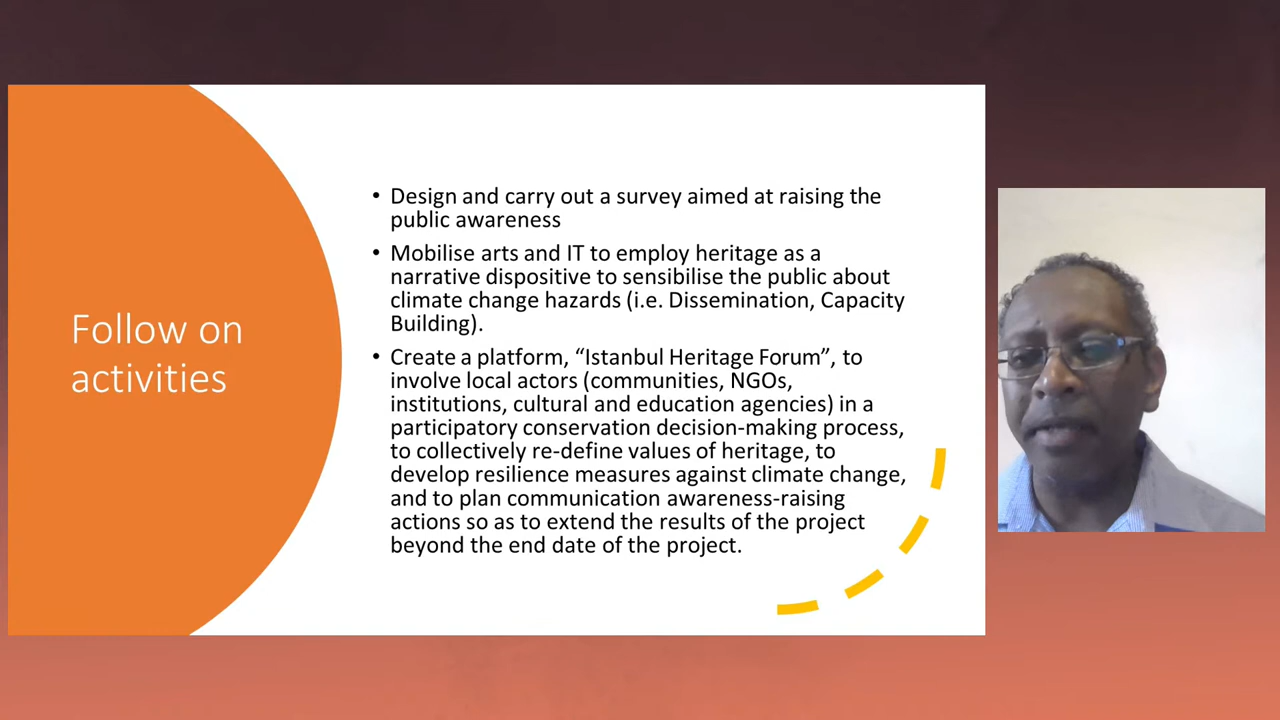 Follow on
activities
• Design and carry out a survey aimed at raising the
public awareness
• Mobilise arts and IT to employ heritage as a
narrative dispositive to sensibilise the public about
climate change hazards (i.e. Dissemination, Capacity
Building).
• Create a platform, “Istanbul Heritage Forum”, to
involve local actors (communities, NGOs,
institutions, cultural and education agencies) in a
participatory conservation decision-making process,
to collectively re-define values of heritage, to
develop resilience measures against climate change,
and to plan communication awareness-raising
actions so as to extend the results of the project
beyond the end date of the project.